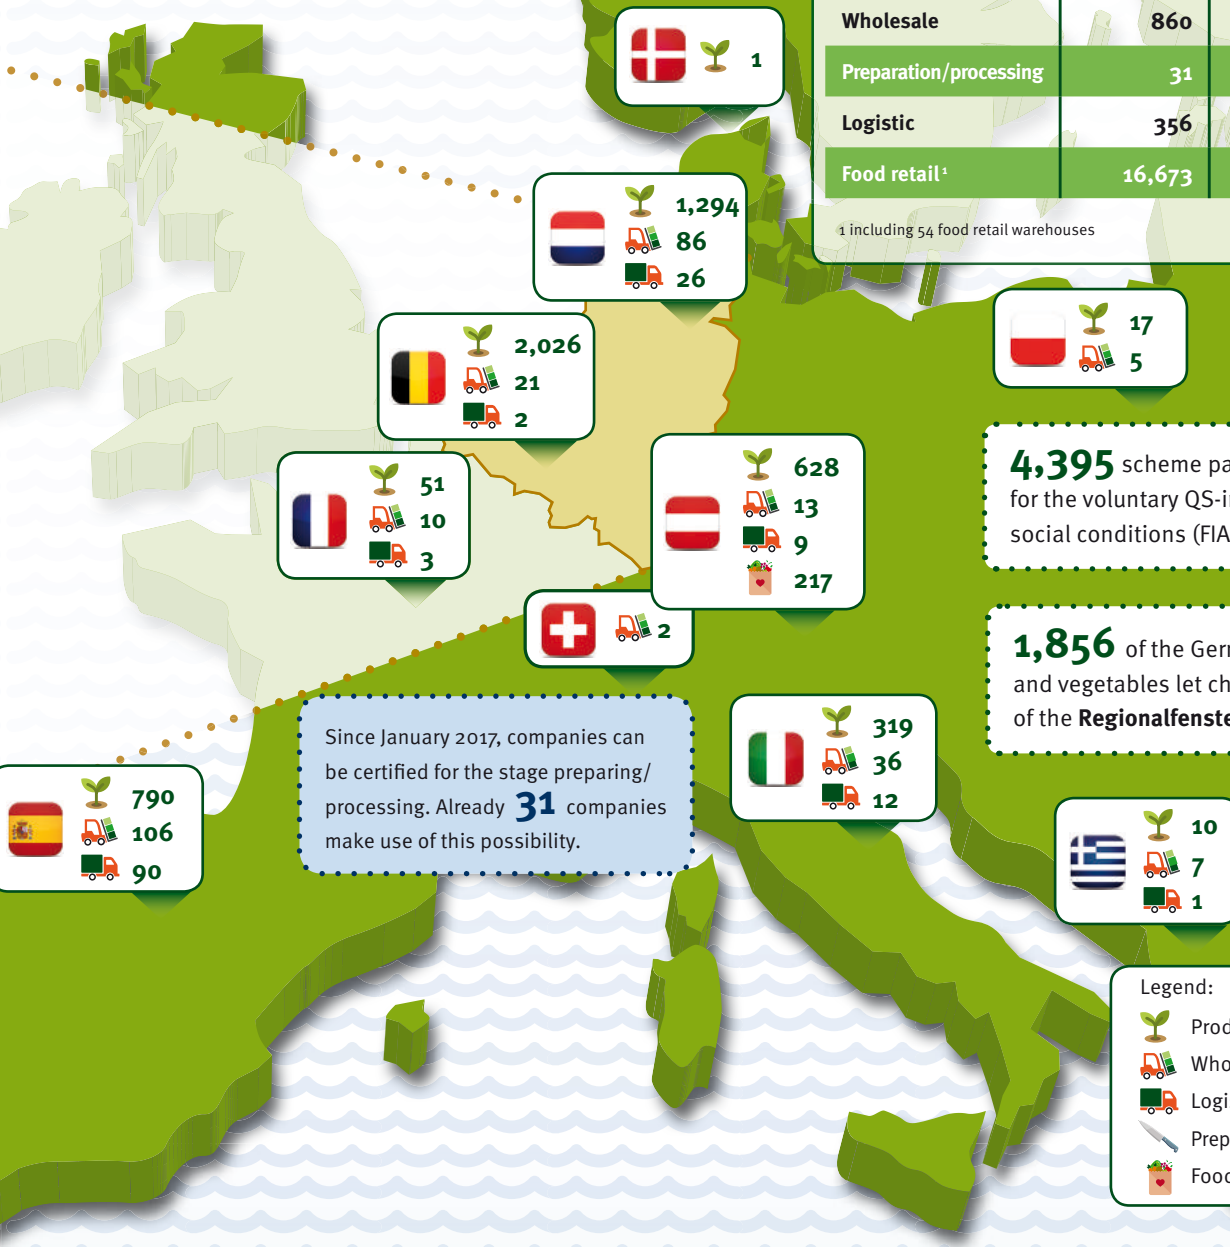 Wholesale 860
Preparation/processing 31
Logistic 356
Food retail¹ 16,673
1 including 54 food retail warehouses
1
1,294
86
26
2,026
21
2
17
5
51
10
3
628
13
9
217
2
4,395 scheme pa
for the voluntary QS-i
social conditions (FIA
1,856 of the Ger
and vegetables let ch
of the Regionalfenste
Since January 2017, companies can
be certified for the stage preparing/
processing. Already 31 companies
make use of this possibility.
319
36
12
790
106
90
10
7
1
Legend:
Prod
Who
Logi
Prep
Food